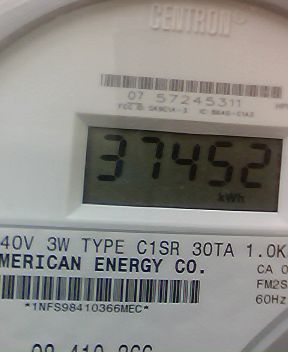 CENTRON®
07 57245311
37452
kWh
40V 3W TYPE C1SR 30TA 1.0K
MERICAN ENERGY CO.
CA 0
FM2S
60Hz
*1NFS98410366MEC*